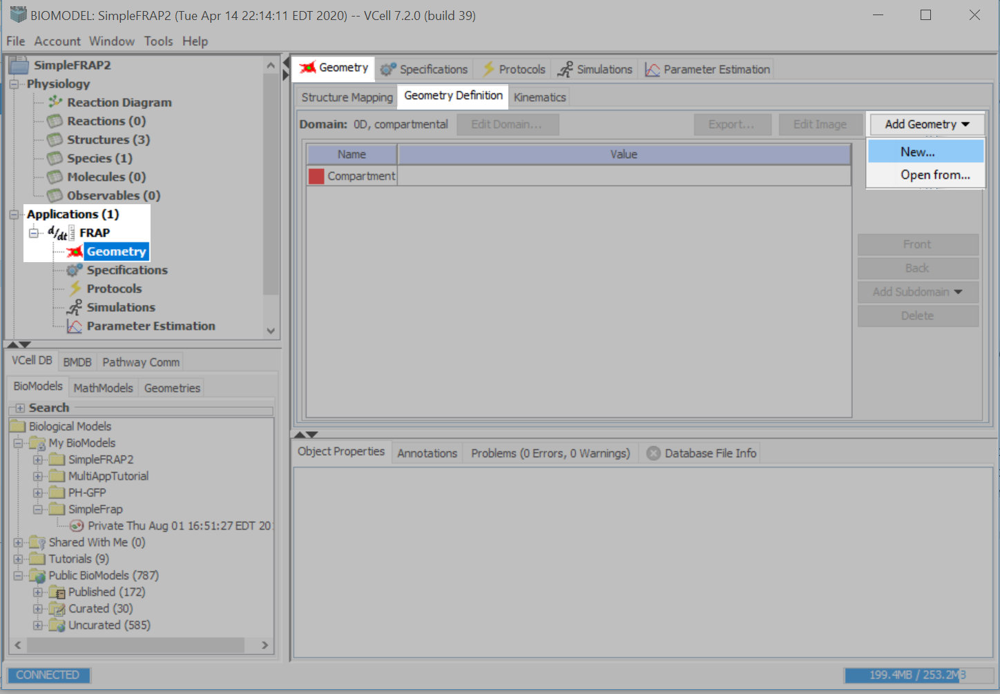 BIOMODEL: SimpleFRAP2 (Tue Apr 14 22:14:11 EDT 2020) -- VCell 7.2.0 (build 39)
File Account Window Tools Help
SimpleFRAP2
Physiology
Reaction Diagram
Reactions (0)
Structures (3)
Species (1)
Molecules (0)
Observables (0)
Applications (1)
d/dt FRAP
Geometry
Specifications
Protocols
Simulations
Parameter Estimation
VCell DB BMDB Pathway Comm
BioModels MathModels Geometries
Search
Biological Models
My BioModels
SimpleFRAP2
MultiAppTutorial
PH-GFP
SimpleFrap
Private Thu Aug 01 16:51:27 EDT 20
Shared With Me (0)
Tutorials (9)
Public BioModels (787)
Published (172)
Curated (30)
Uncurated (585)
Geometry Specifications Protocols Simulations Parameter Estimation
Structure Mapping Geometry Definition Kinematics
Domain: 0D, compartmental Edit Domain... Export... Edit Image Add Geometry
New...
Open from...
Name Value
Compartment
Front
Back
Add Subdomain
Delete
Object Properties Annotations Problems (0 Errors, 0 Warnings) Database File Info
CONNECTED 199.4MB / 253.2MB